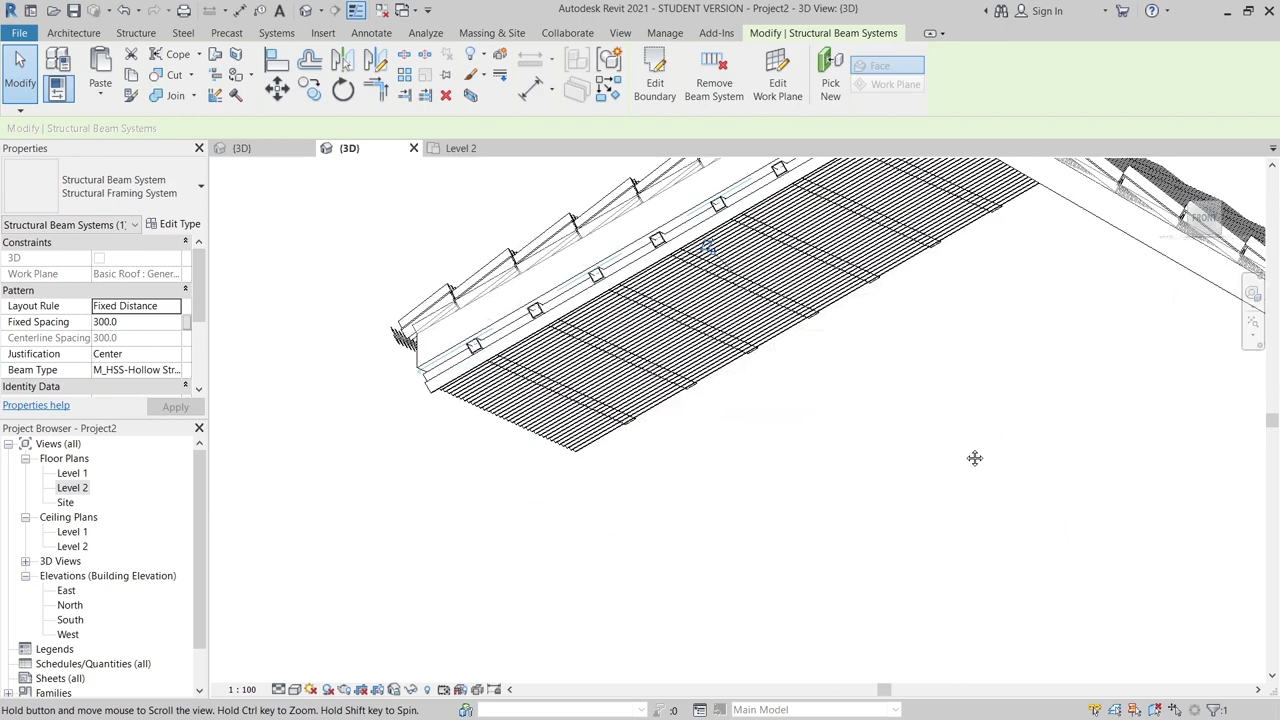 Autodesk Revit 2021 - STUDENT VERSION - Project2 - 3D View: {3D}
Sign In
File Architecture Structure Steel Precast Systems Insert Annotate Analyze Massing & Site Collaborate View Manage Add-Ins Modify | Structural Beam Systems
Modify
Paste
Cope
Cut
Join
Edit Boundary
Remove Beam System
Edit Work Plane
Pick New
Face
Work Plane
Modify | Structural Beam Systems
Properties
{3D}
{3D}
Level 2
Structural Beam System
Structural Framing System
Structural Beam Systems (1)
Edit Type
Constraints
3D
Work Plane Basic Roof : Gener...
Pattern
Layout Rule Fixed Distance
Fixed Spacing 300.0
Centerline Spacing 300.0
Justification Center
Beam Type M_HSS-Hollow Str...
Identity Data
Properties help
Apply
Project Browser - Project2
Views (all)
Floor Plans
Level 1
Level 2
Site
Ceiling Plans
Level 1
Level 2
3D Views
Elevations (Building Elevation)
East
North
South
West
Legends
Schedules/Quantities (all)
Sheets (all)
Families
FRONT
1 : 100
Hold button and move mouse to Scroll the view. Hold Ctrl key to Zoom. Hold Shift key to Spin.
:0
Main Model
:1